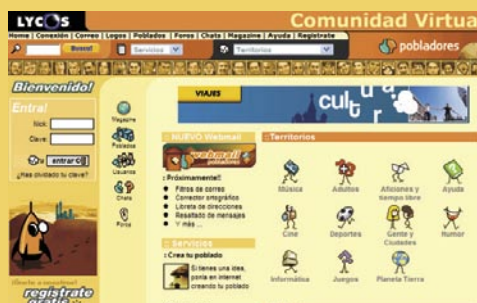 LYCOS
Comunidad Virtua
Home | Conexión | Correo | Logos | Poblados | Foros | Chats | Magazine | Ayuda | Regístrate
Busca!
Servicios
Territorios
pobladores
Bienvenido!
Entra!
Nick:
Clave:
entrar
¿Has olvidado tu clave?
regístrate
gratis
Magazine
Poblados
Usuarios
Chats
Foros
VIAJES
cultura
:: NUEVO Webmail
webmail
pobladores
:: Próximamente!!
Filtros de correo
Corrector ortográfico
Libreta de direcciones
Resaltado de mensajes
Y más ...
:: Servicios
:: Crea tu poblado
Si tienes una idea,
ponla en internet
creando tu poblado
:: Territorios
Música
Adultos
Aficiones y
tiempo libre
Ayuda
Cine
Deportes
Gente y
Ciudades
Humor
Informática
Juegos
Planeta Tierra